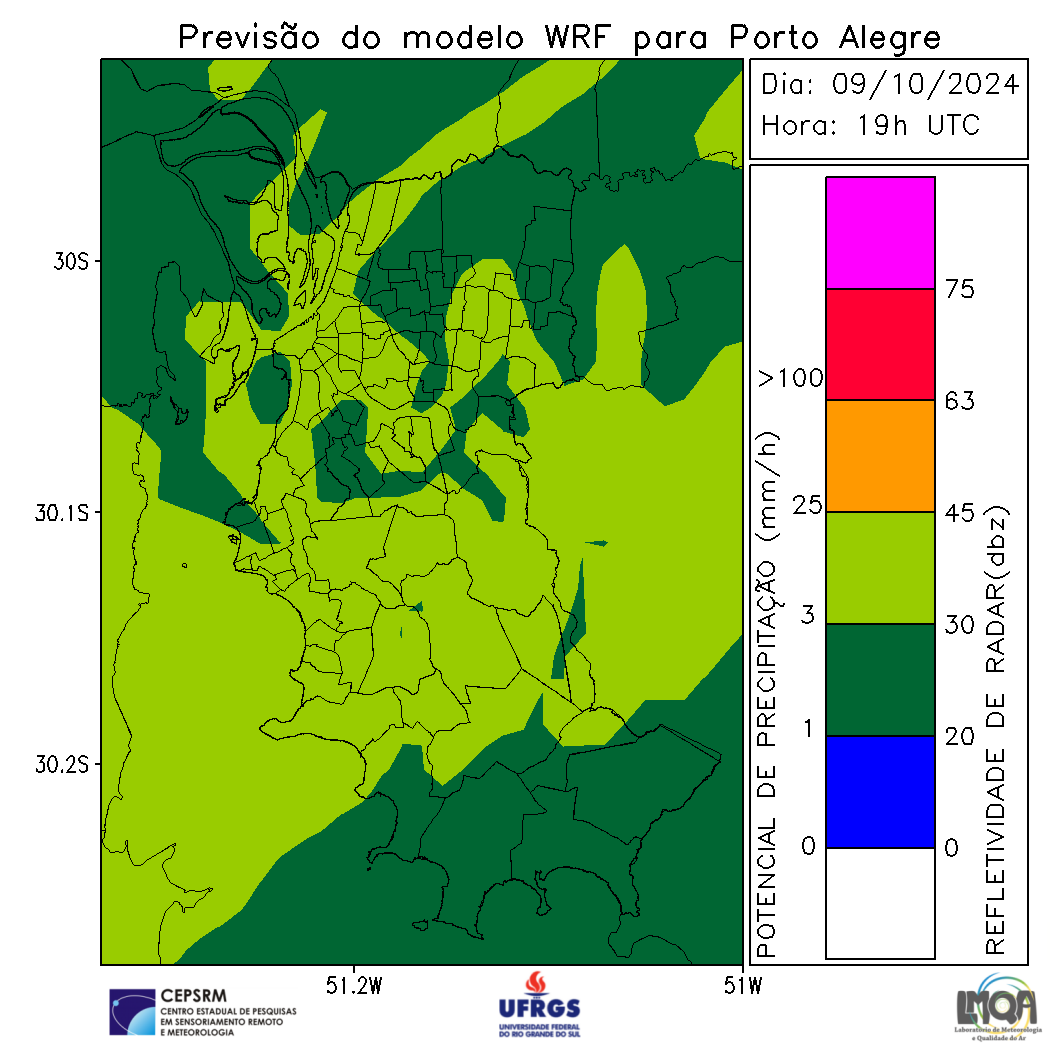 Previsão do modelo WRF para Porto Alegre
Dia: 09/10/2024
Hora: 19h UTC
30S
30.1S
30.2S
51.2W
51W
POTENCIAL DE PRECIPITAÇÃO (mm/h)
>100
25
3
1
0
75
63
45
30
20
0
REFLETIVIDADE DE RADAR(dbz)
CEPSRM
CENTRO ESTADUAL DE PESQUISAS
EM SENSORIAMENTO REMOTO
E METEOROLOGIA
UFRGS
UNIVERSIDADE FEDERAL
DO RIO GRANDE DO SUL
LMQA
Laboratório de Meteorologia
e Qualidade do Ar